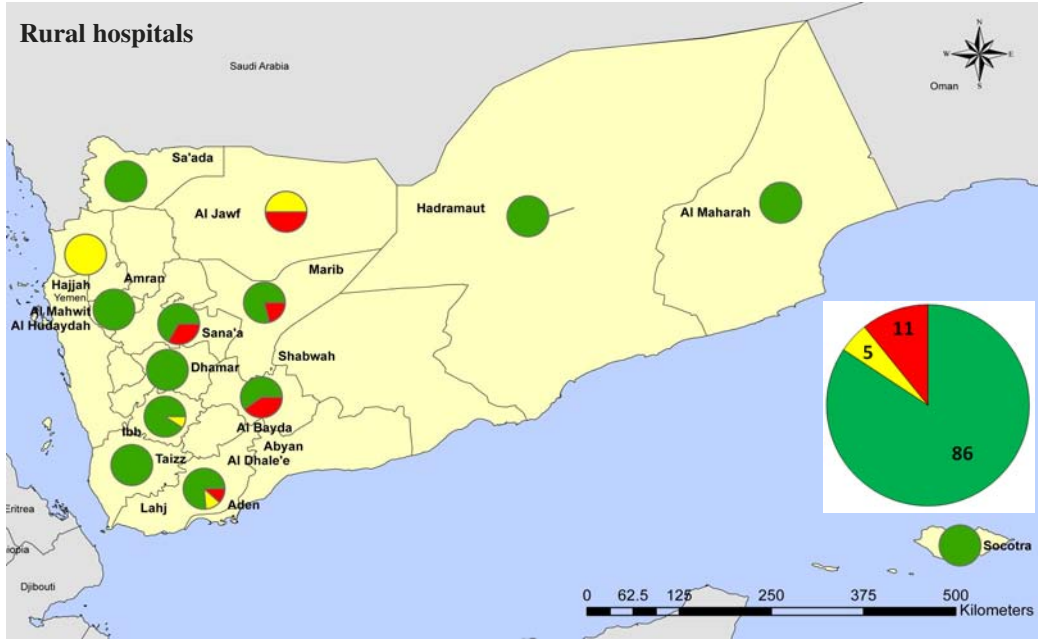 Rural hospitals
N
W
E
S
Saudi Arabia
Oman
Sa'ada
Al Jawf
Hadramaut
Al Maharah
Marib
Hajjah
Amran
Yemen
Al Mahwit
Al Hudaydah
Sana'a
Shabwah
Dhamar
Ibb
Al Bayda
Abyan
Taizz
Al Dhale'e
Lahj
Aden
11
5
86
Eritrea
iopia
Djibouti
Socotra
0 62.5 125 250 375 500
Kilometers